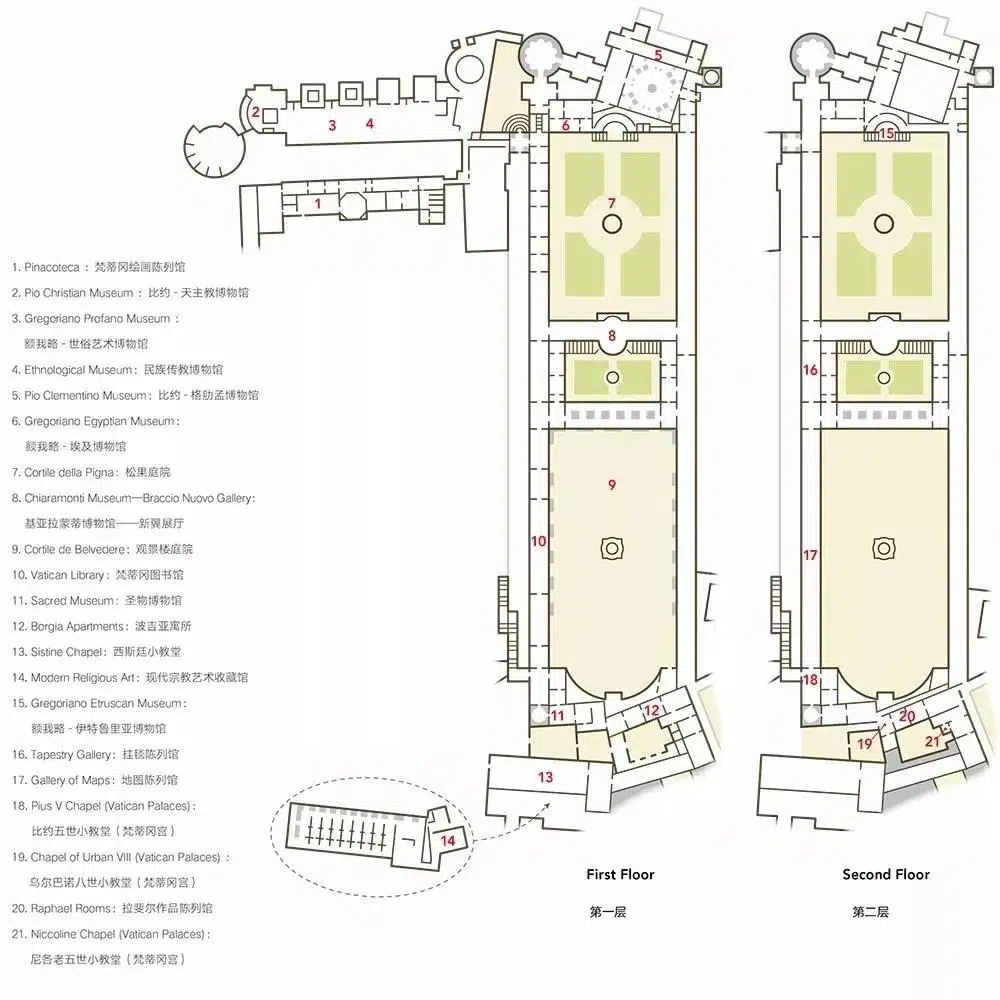 5
2
3
4
6
15
1
7
8
16
9
10
17
18
11
12
20
19
21
13
14
1. Pinacoteca : 梵蒂冈绘画陈列馆
2. Pio Christian Museum : 比约-天主教博物馆
3. Gregoriano Profano Museum :
额我略-世俗艺术博物馆
4. Ethnological Museum: 民族传教博物馆
5. Pio Clementino Museum: 比约-格肋孟博物馆
6. Gregoriano Egyptian Museum:
额我略-埃及博物馆
7. Cortile della Pigna: 松果庭院
8. Chiaramonti Museum—Braccio Nuovo Gallery:
基亚拉蒙蒂博物馆——新翼展厅
9. Cortile de Belvedere: 观景楼庭院
10. Vatican Library: 梵蒂冈图书馆
11. Sacred Museum: 圣物博物馆
12. Borgia Apartments: 波吉亚寓所
13. Sistine Chapel: 西斯廷小教堂
14. Modern Religious Art: 现代宗教艺术收藏馆
15. Gregoriano Etruscan Museum:
额我略-伊特鲁里亚博物馆
16. Tapestry Gallery: 挂毯陈列馆
17. Gallery of Maps: 地图陈列馆
18. Pius V Chapel (Vatican Palaces):
比约五世小教堂（梵蒂冈宫）
19. Chapel of Urban VIII (Vatican Palaces) :
乌尔巴诺八世小教堂（梵蒂冈宫）
20. Raphael Rooms: 拉斐尔作品陈列馆
21. Niccoline Chapel (Vatican Palaces):
尼各老五世小教堂（梵蒂冈宫）
First Floor
第一层
Second Floor
第二层